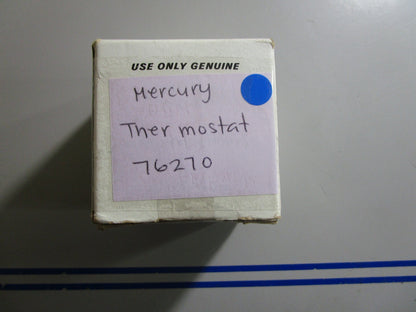 USE ONLY GENUINE
Mercury
Ther mostat
76270